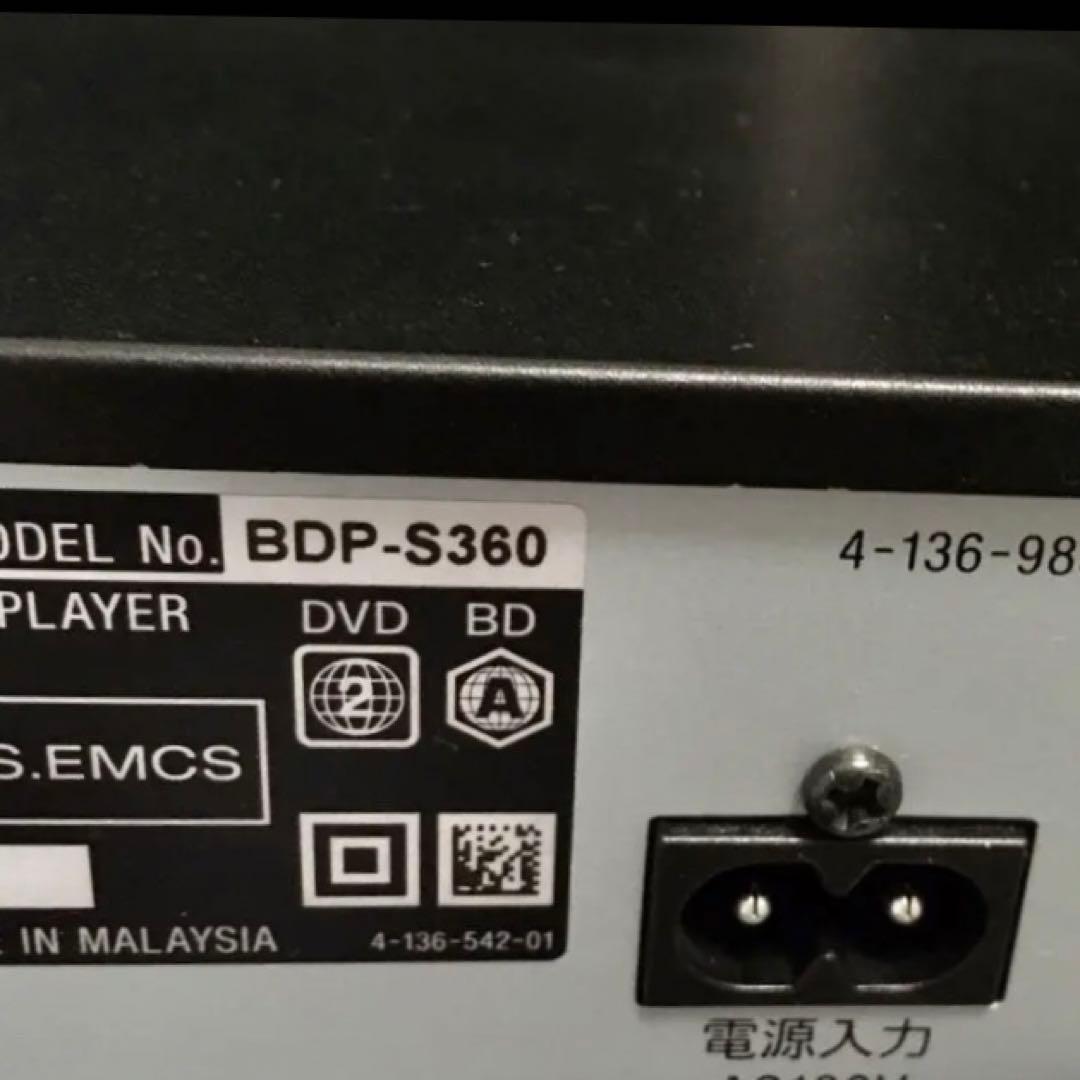 ODEL No. BDP-S360
4-136-98
PLAYER
DVD BD
2 A
S.EMCS
IN MALAYSIA
4-136-542-01
電源入力